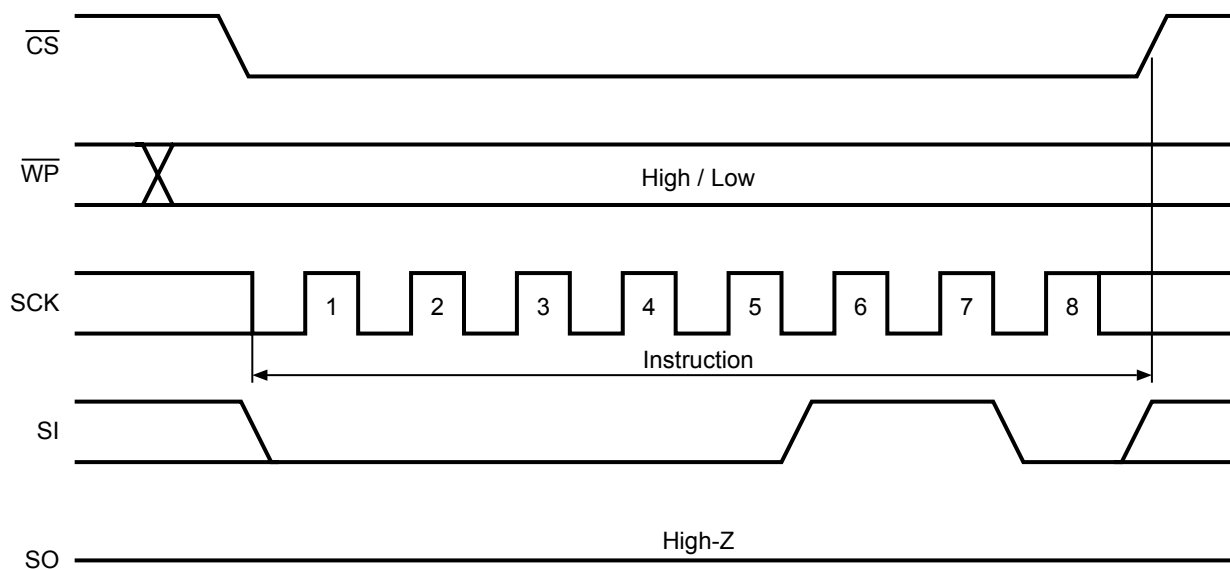 CS
WP
High / Low
SCK
1 2 3 4 5 6 7 8
Instruction
SI
High-Z
SO